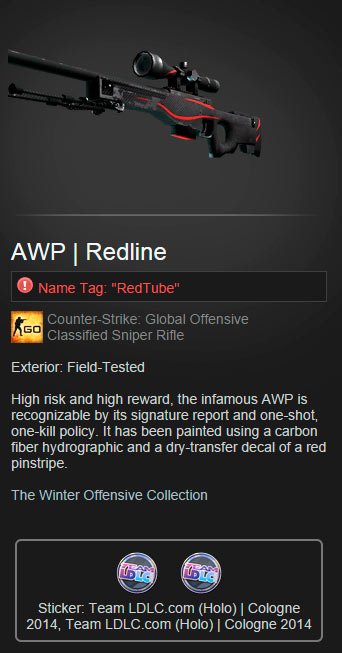 AWP | Redline
Name Tag: "RedTube"
GO
Counter-Strike: Global Offensive
Classified Sniper Rifle
Exterior: Field-Tested
High risk and high reward, the infamous AWP is
recognizable by its signature report and one-shot,
one-kill policy. It has been painted using a carbon
fiber hydrographic and a dry-transfer decal of a red
pinstripe.
The Winter Offensive Collection
TEAM
LDLC
TEAM
LDLC
Sticker: Team LDLC.com (Holo) | Cologne
2014, Team LDLC.com (Holo) | Cologne 2014